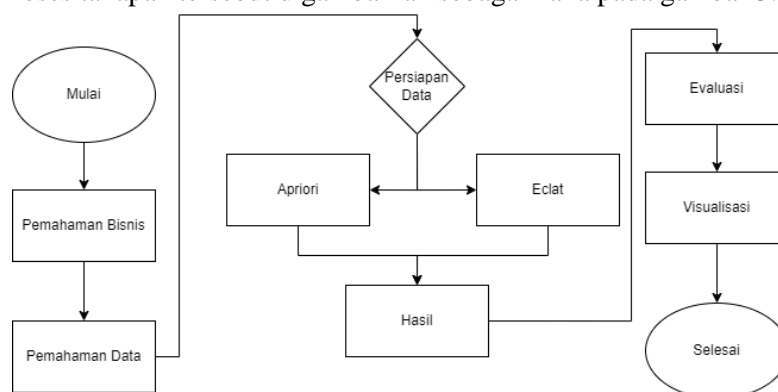 Mulai
Pemahaman Bisnis
Pemahaman Data
Persiapan
Data
Apriori
Eclat
Hasil
Evaluasi
Visualisasi
Selesai